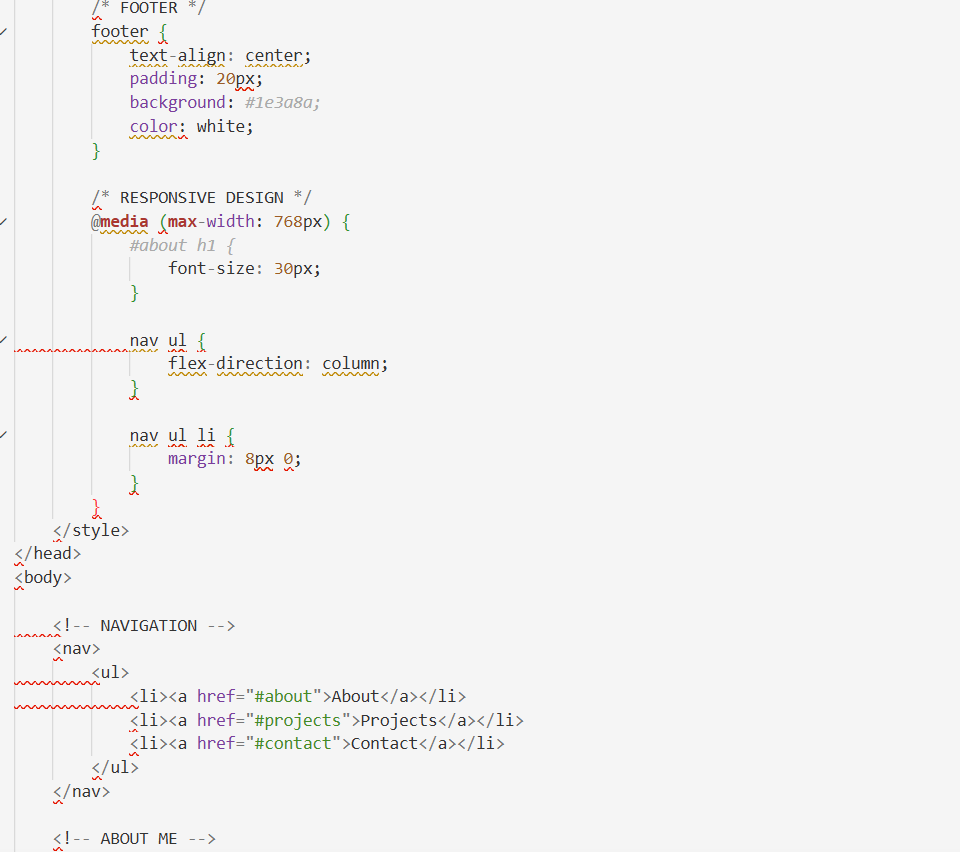 /* FOOTER */
footer {
text-align: center;
padding: 20px;
background: #1e3a8a;
color: white;
}
/* RESPONSIVE DESIGN */
@media (max-width: 768px) {
#about h1 {
font-size: 30px;
}
nav ul {
flex-direction: column;
}
nav ul li {
margin: 8px 0;
}
}
</style>
</head>
<body>
<!-- NAVIGATION -->
<nav>
<ul>
<li><a href="#about">About</a></li>
<li><a href="#projects">Projects</a></li>
<li><a href="#contact">Contact</a></li>
</ul>
</nav>
<!-- ABOUT ME -->